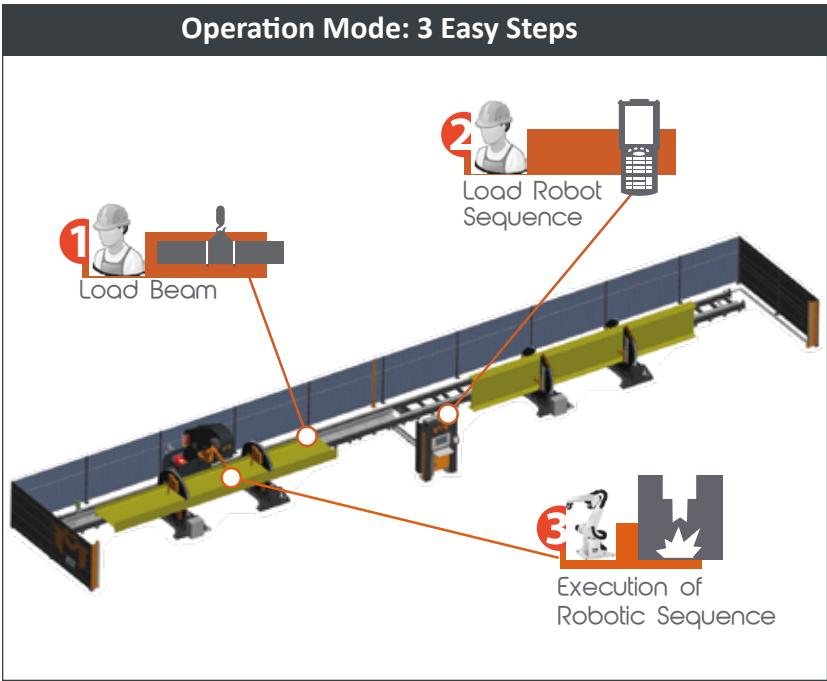 Operation Mode: 3 Easy Steps
2
Load Robot
Sequence
1
Load Beam
3
Execution of
Robotic Sequence